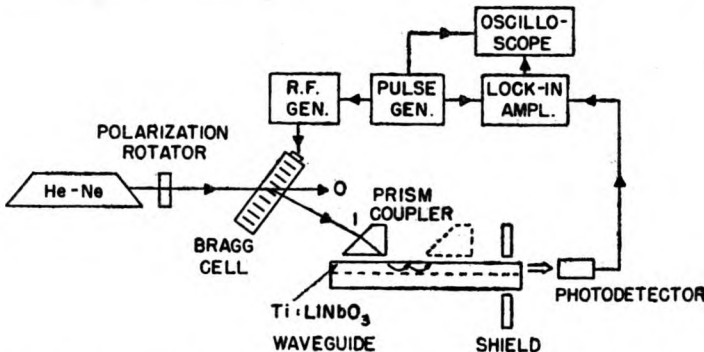 OSCILLO-
SCOPE
R.F.
GEN.
PULSE
GEN.
LOCK-IN
AMPL.
POLARIZATION
ROTATOR
He-Ne
O
PRISM
COUPLER
1
BRAGG
CELL
PHOTODETECTOR
Ti:LINbO3
WAVEGUIDE
SHIELD